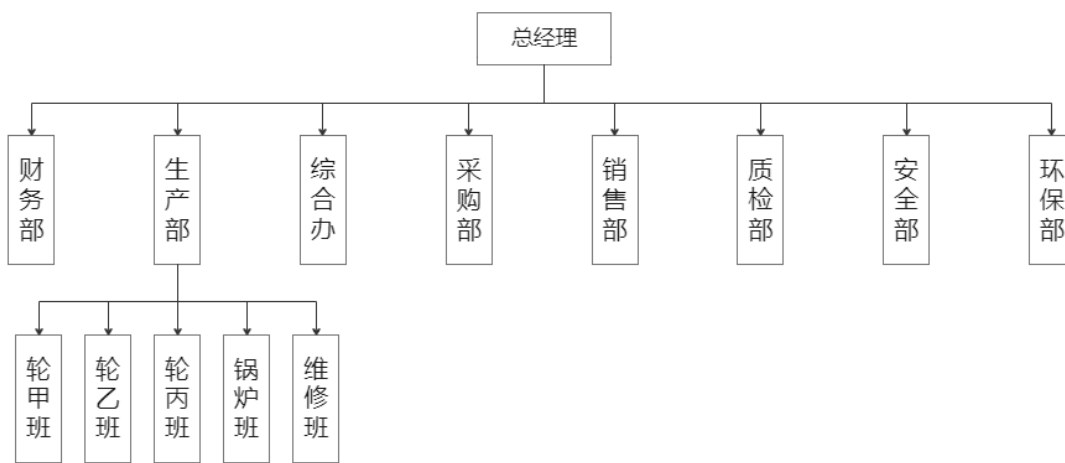 总经理
财务部
生产部
综合办
采购部
销售部
质检部
安全部
环保部
轮甲班
轮乙班
轮丙班
锅炉班
维修班